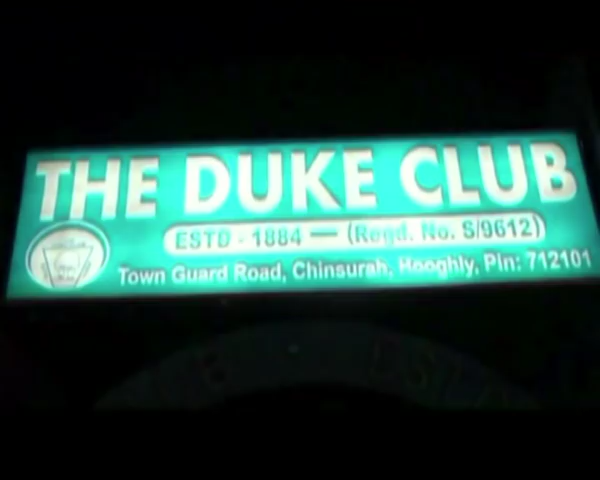 THE DUKE CLUB
ESTD - 1884 — (Regd. No. S/9612)
Town Guard Road, Chinsurah, Hooghly, Pin: 712101